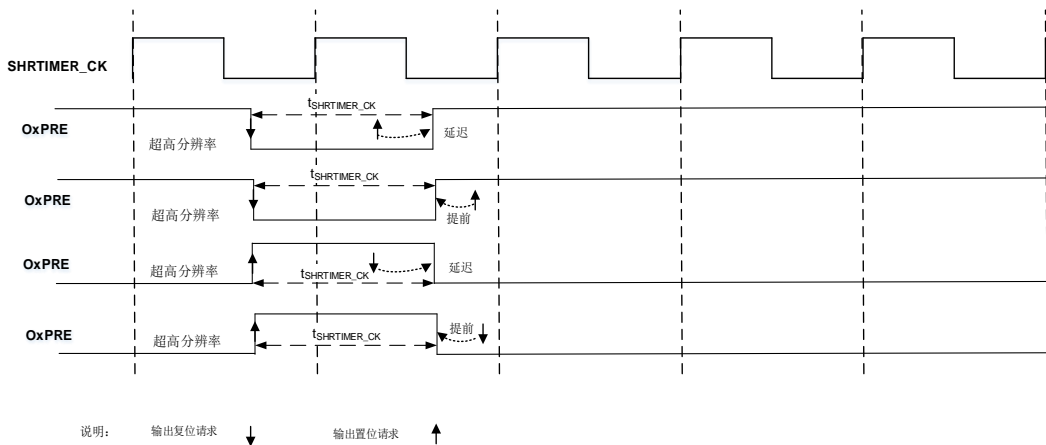 SHRTIMER_CK
tSHRTIMER_CK
OxPRE
超高分辨率
延迟
tSHRTIMER_CK
OxPRE
超高分辨率
提前
OxPRE
超高分辨率
tSHRTIMER_CK
延迟
OxPRE
超高分辨率
tSHRTIMER_CK
提前
说明: 输出复位请求 输出置位请求